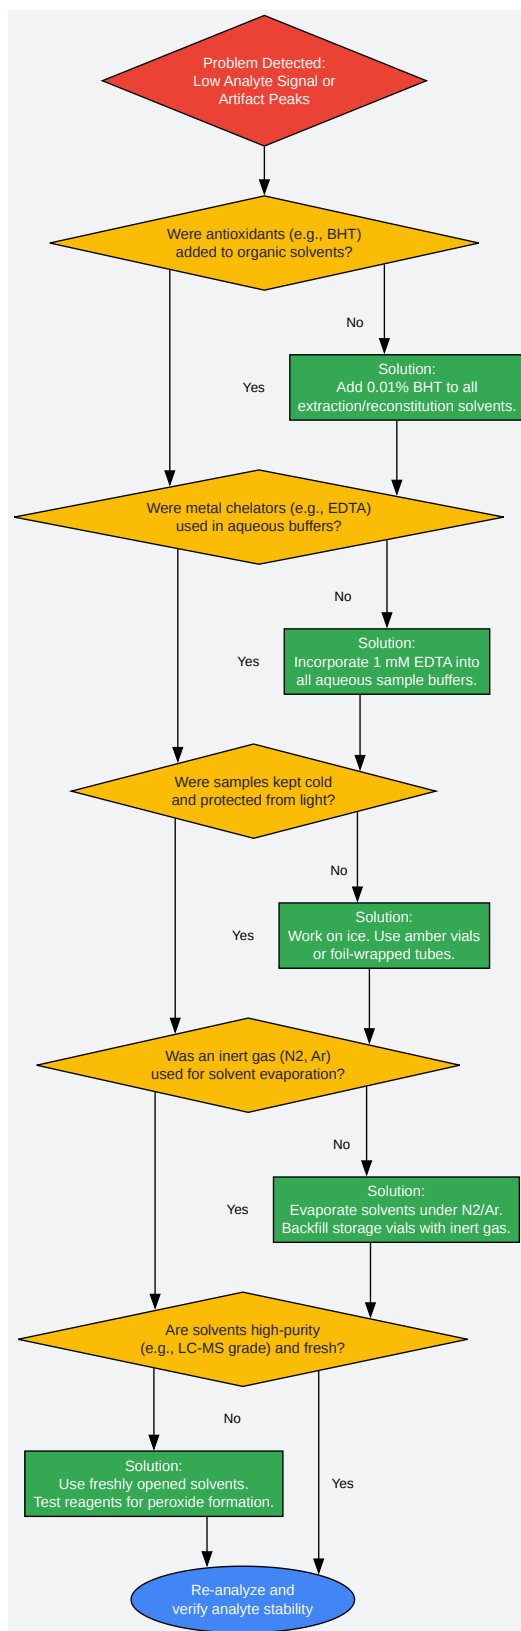 Problem Detected:
Low Analyte Signal or
Artifact Peaks
Were antioxidants (e.g., BHT)
added to organic solvents?
No
Yes
Solution:
Add 0.01% BHT to all
extraction/reconstitution solvents.
Were metal chelators (e.g., EDTA)
used in aqueous buffers?
No
Yes
Solution:
Incorporate 1 mM EDTA into
all aqueous sample buffers.
Were samples kept cold
and protected from light?
No
Yes
Solution:
Work on ice. Use amber vials
or foil-wrapped tubes.
Was an inert gas (N2, Ar)
used for solvent evaporation?
No
Yes
Solution:
Evaporate solvents under N2/Ar.
Backfill storage vials with inert gas.
Are solvents high-purity
(e.g., LC-MS grade) and fresh?
No
Yes
Solution:
Use freshly opened solvents.
Test reagents for peroxide formation.
Re-analyze and
verify analyte stability